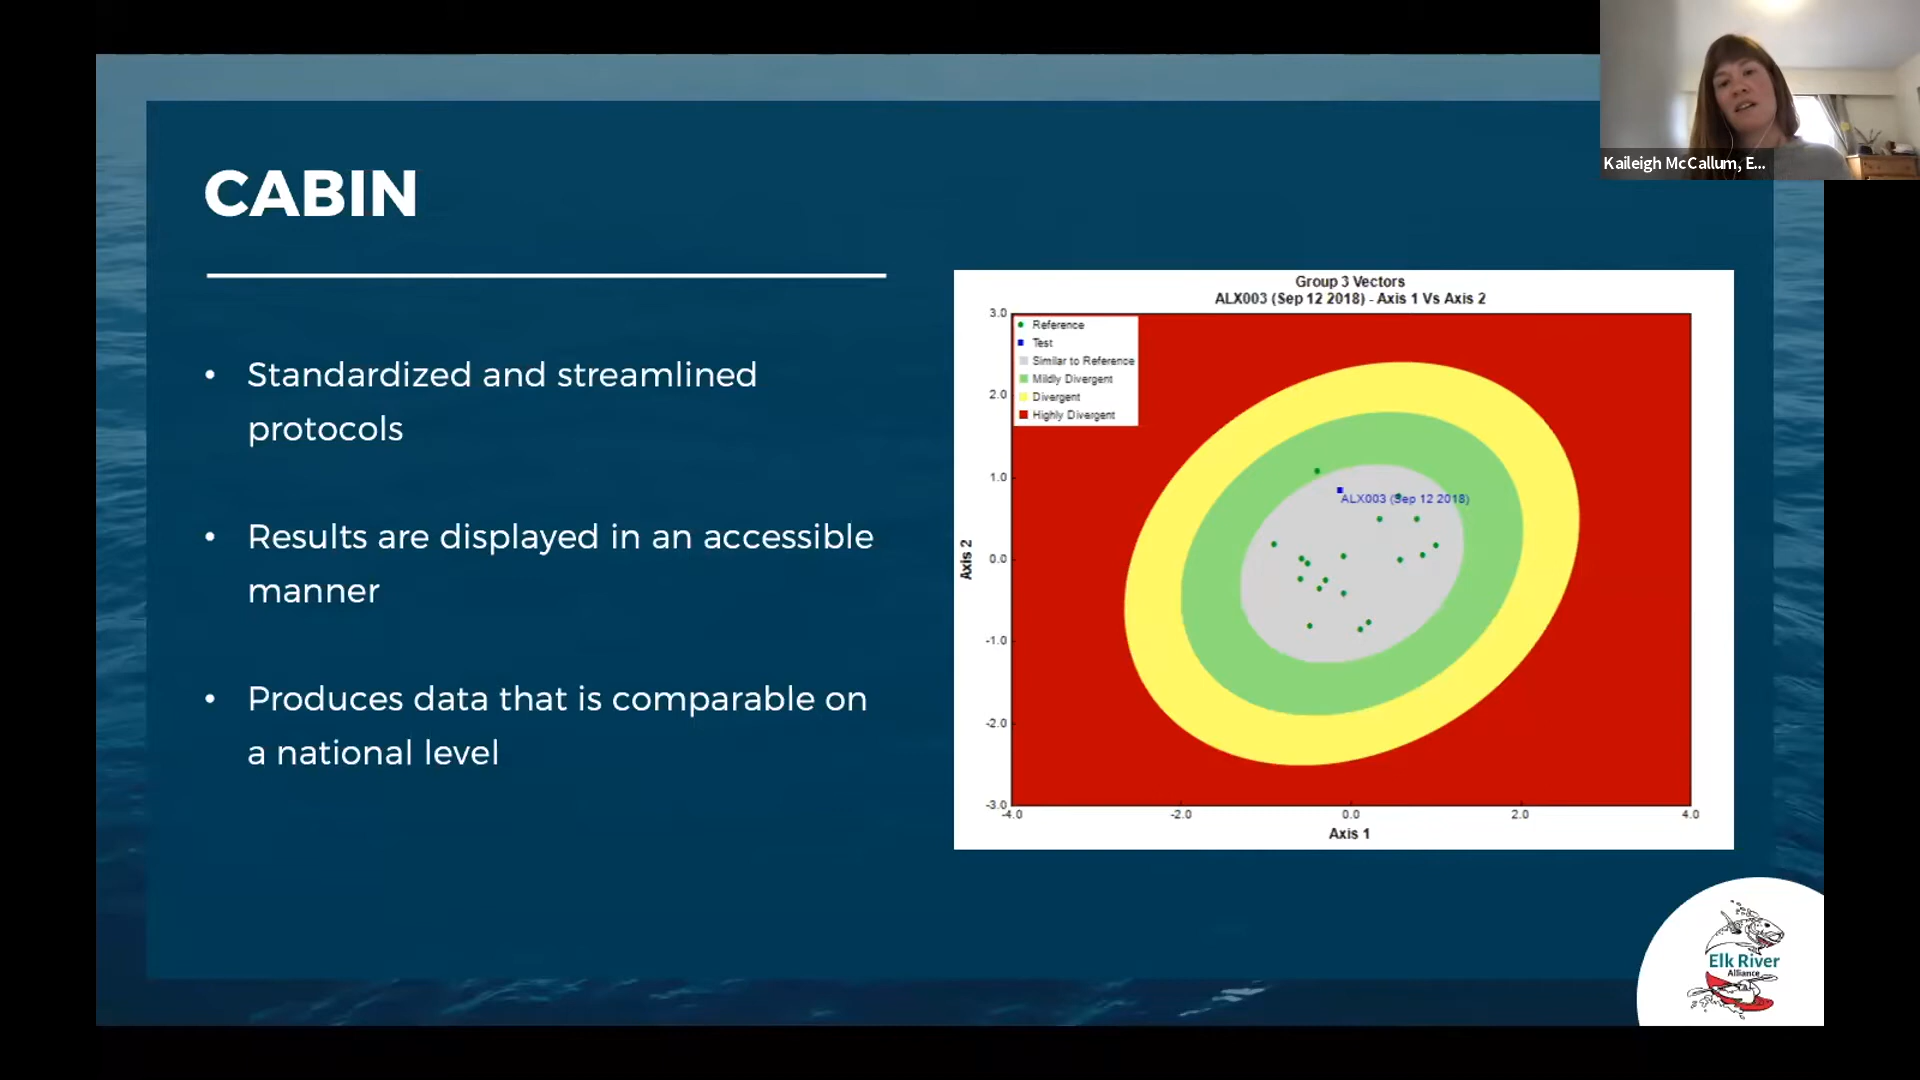 Kaileigh McCallum, E...
CABIN
• Standardized and streamlined
protocols
• Results are displayed in an accessible
manner
• Produces data that is comparable on
a national level
Group 3 Vectors
ALX003 (Sep 12 2018) - Axis 1 Vs Axis 2
Reference
Test
Similar to Reference
Mildly Divergent
Divergent
Highly Divergent
3.0
2.0
1.0
0.0
-1.0
-2.0
-3.0
Axis 2
ALX003 (Sep 12 2018)
-4.0 -2.0 0.0 2.0 4.0
Axis 1
Elk River
Alliance